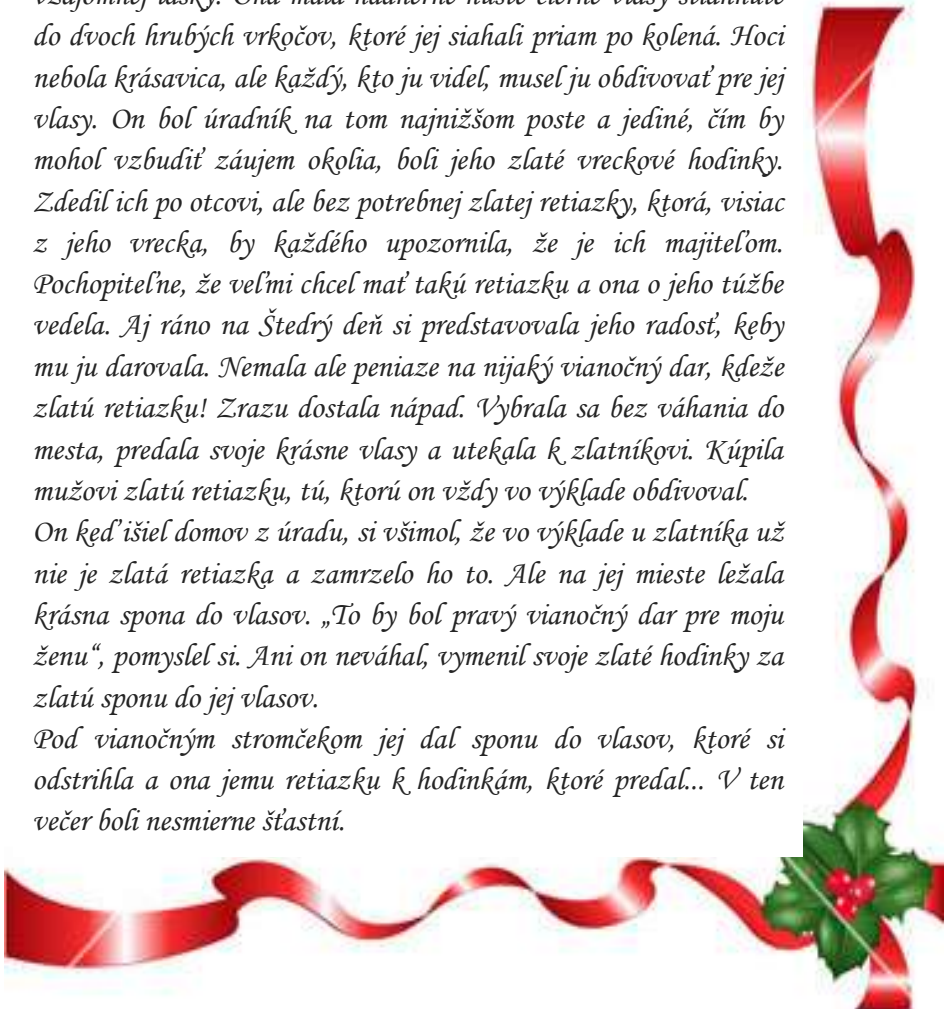 do dvoch hrubých vrkočov, ktoré jej siahali priam po kolená. Hoci
nebola krásavica, ale každý, kto ju videl, musel ju obdivovať pre jej
vlasy. On bol úradník na tom najnižšom poste a jediné, čím by
mohol vzbudiť záujem okolia, boli jeho zlaté vreckové hodinky.
Zdedil ich po otcovi, ale bez potrebnej zlatej retiazky, ktorá, visiac
z jeho vrecka, by každého upozornila, že je ich majiteľom.
Pochopiteľne, že veľmi chcel mať takú retiazku a ona o jeho túžbe
vedela. Aj ráno na Štedrý deň si predstavovala jeho radosť, keby
mu ju darovala. Nemala ale peniaze na nijaký vianočný dar, kdeže
zlatú retiazku! Zrazu dostala nápad. Vybrala sa bez váhania do
mesta, predala svoje krásne vlasy a utekala k zlatníkovi. Kúpila
mužovi zlatú retiazku, tú, ktorú on vždy vo výklade obdivoval.
On keď išiel domov z úradu, si všimol, že vo výklade u zlatníka už
nie je zlatá retiazka a zamrzelo ho to. Ale na jej mieste ležala
krásna spona do vlasov. „To by bol pravý vianočný dar pre moju
ženu“, pomyslel si. Ani on neváhal, vymenil svoje zlaté hodinky za
zlatú sponu do jej vlasov.
Pod vianočným stromčekom jej dal sponu do vlasov, ktoré si
odstrihla a ona jemu retiazku k hodinkám, ktoré predal... V ten
večer boli nesmierne šťastní.